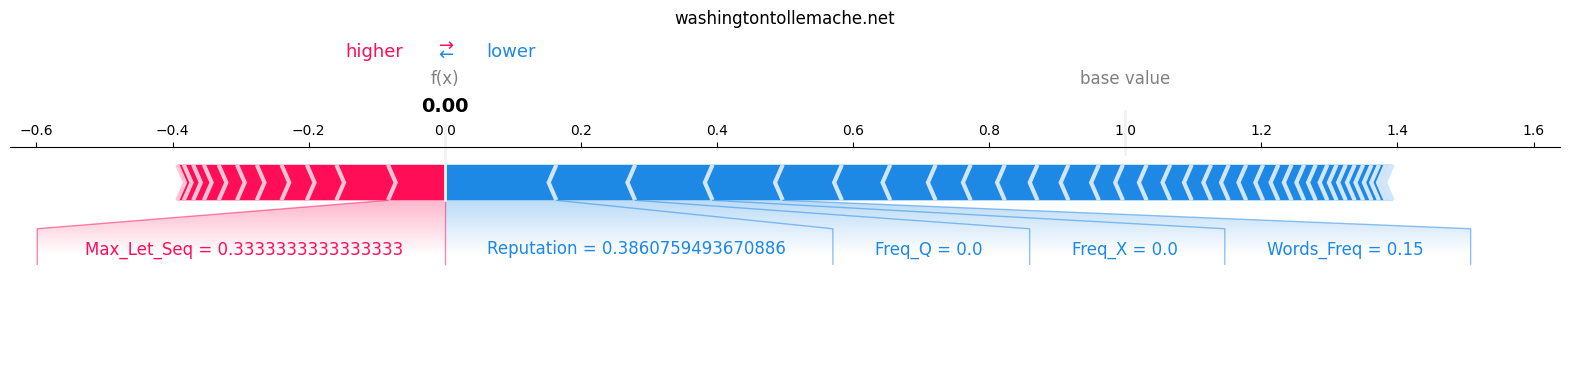 washingtontollemache.net
higher → ← lower
f(x) base value
0.00
−0.6 −0.4 −0.2 0.0 0.2 0.4 0.6 0.8 1.0 1.2 1.4 1.6
Max_Let_Seq = 0.3333333333333333 Reputation = 0.3860759493670886 Freq_Q = 0.0 Freq_X = 0.0 Words_Freq = 0.15